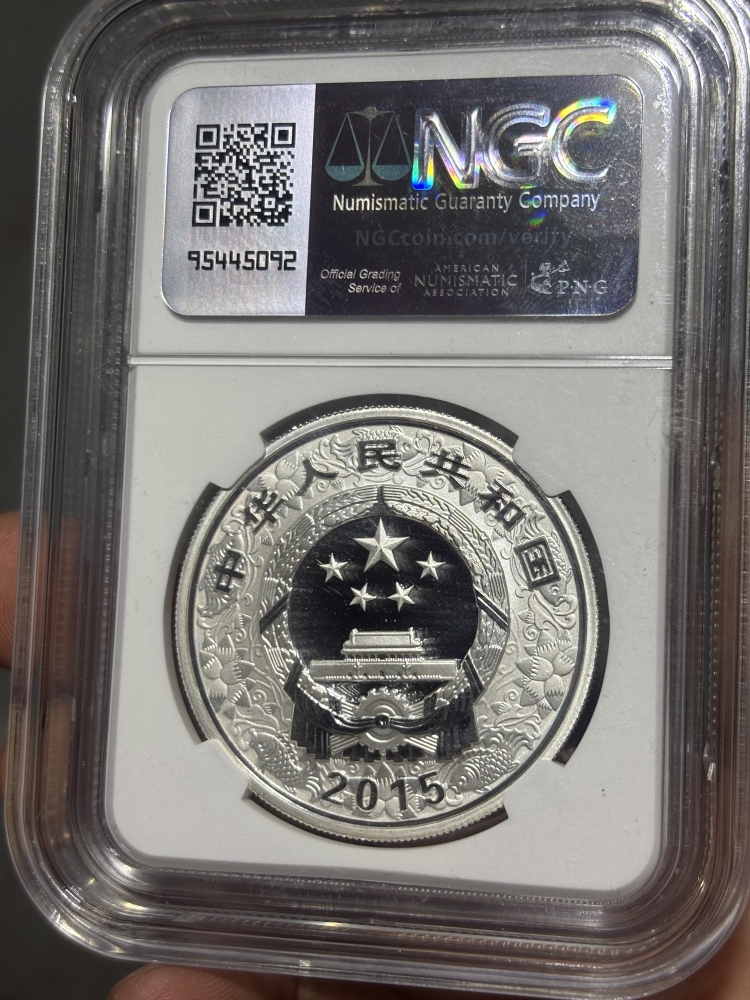 NGC
Numismatic Guaranty Company
NGCcoin.com/verify
95445092
Official Grading
Service of
AMERICAN
NUMISMATIC
ASSOCIATION
P·N·G
中华人民共和国
2015